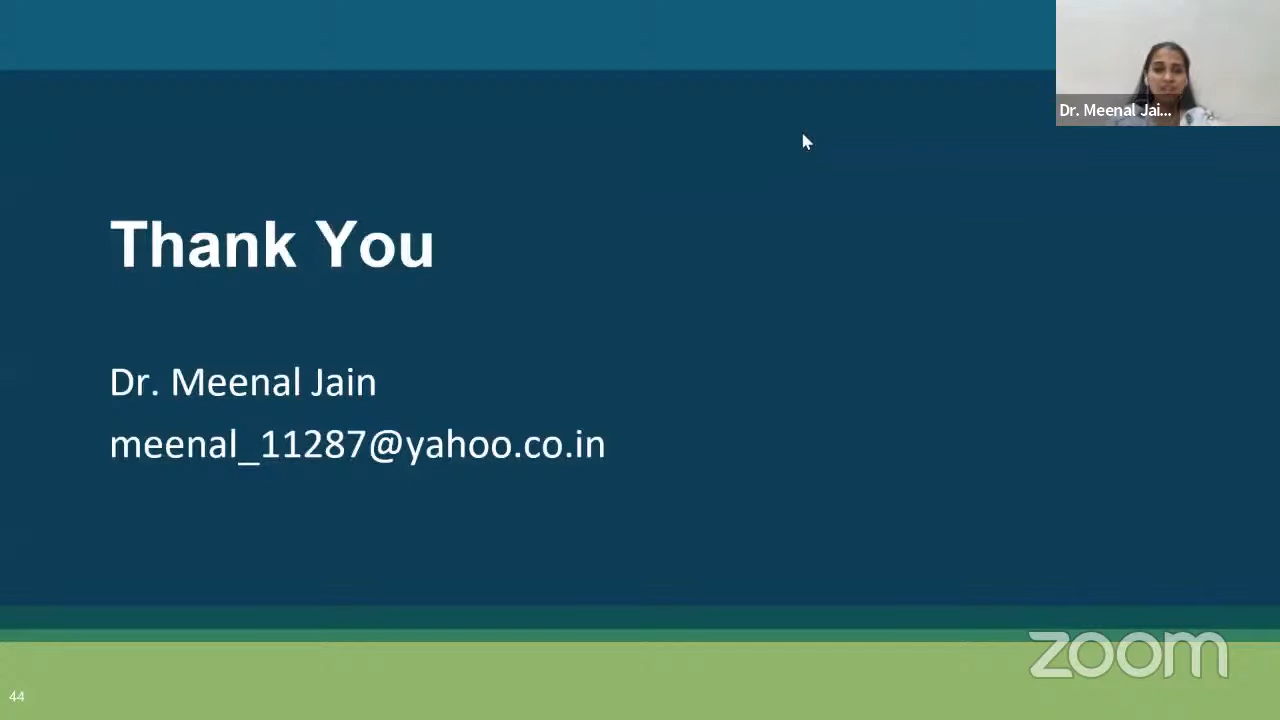 Dr. Meenal Jai...
Thank You
Dr. Meenal Jain
meenal_11287@yahoo.co.in
zoom
44